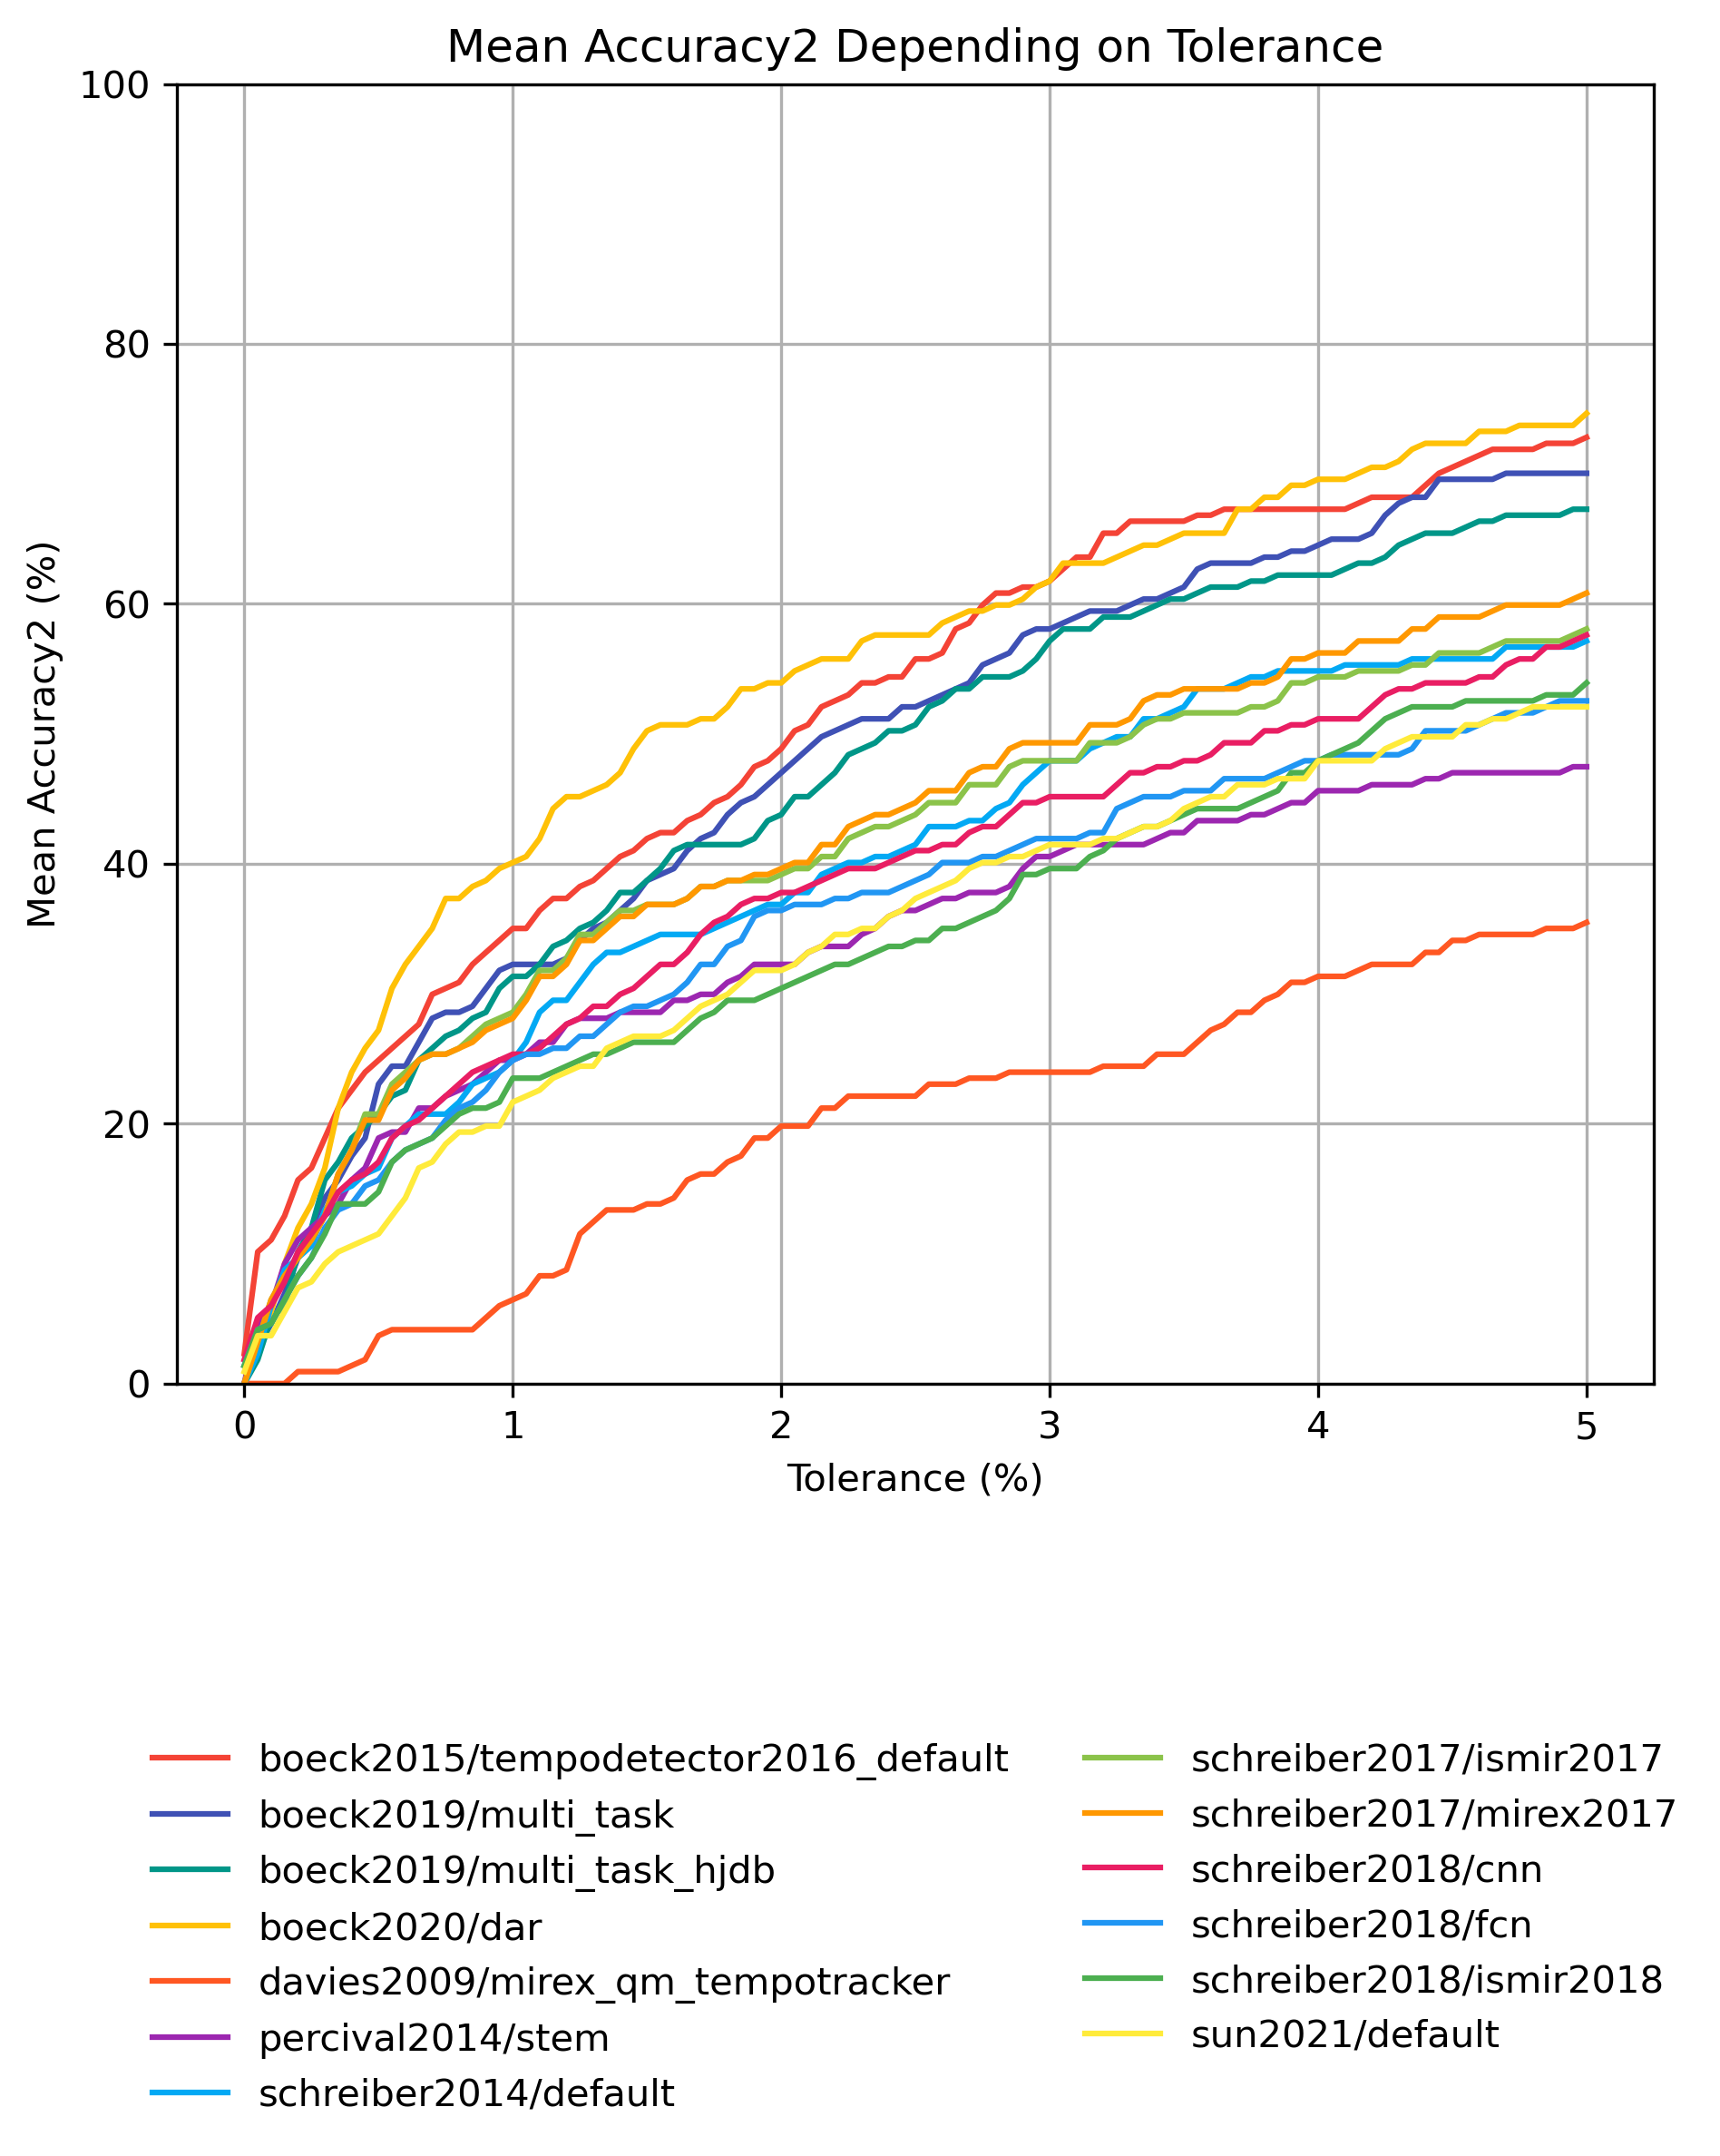 Mean Accuracy2 Depending on Tolerance
100
80
60
40
20
0
Mean Accuracy2 (%)
0 1 2 3 4 5
Tolerance (%)
boeck2015/tempodetector2016_default
boeck2019/multi_task
boeck2019/multi_task_hjdb
boeck2020/dar
davies2009/mirex_qm_tempotracker
percival2014/stem
schreiber2014/default
schreiber2017/ismir2017
schreiber2017/mirex2017
schreiber2018/cnn
schreiber2018/fcn
schreiber2018/ismir2018
sun2021/default